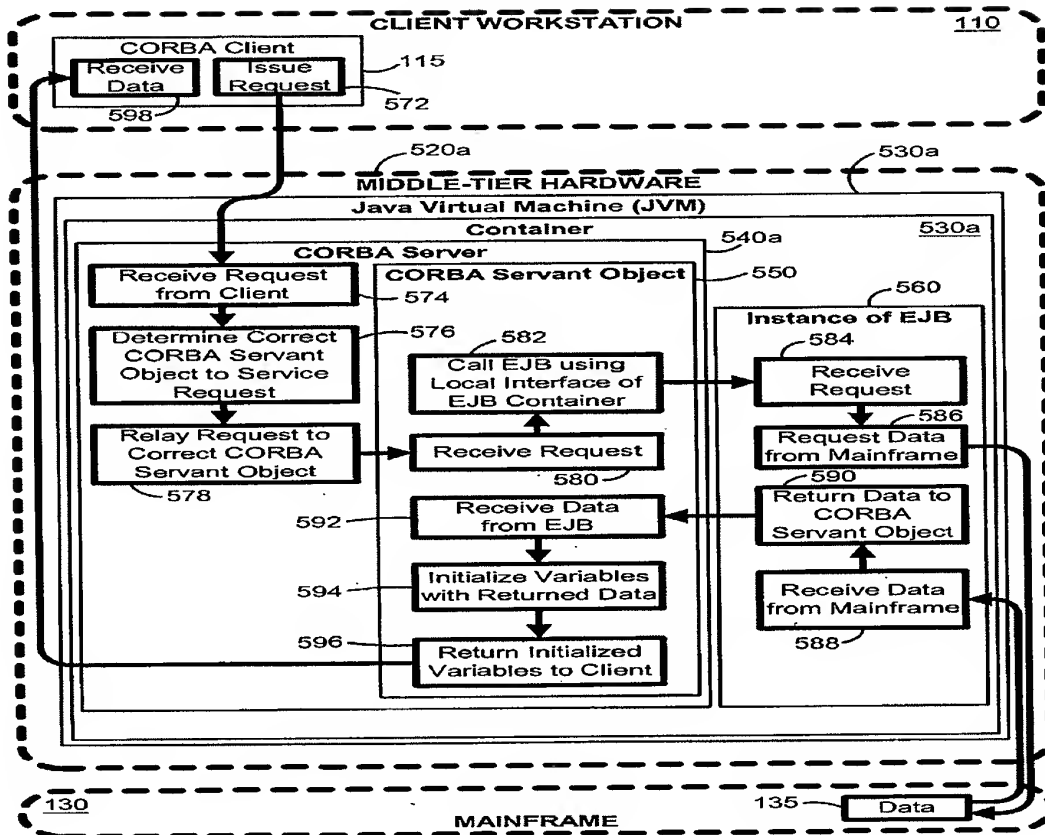 CLIENT WORKSTATION
110
CORBA Client
115
Receive
Data
598
Issue
Request
572
520a
530a
MIDDLE-TIER HARDWARE
Java Virtual Machine (JVM)
Container
530a
CORBA Server
540a
CORBA Servant Object
550
Receive Request
from Client
574
Determine Correct
CORBA Servant
Object to Service
Request
576
Relay Request to
Correct CORBA
Servant Object
578
582
Call EJB using
Local Interface of
EJB Container
Receive Request
580
592
Receive Data
from EJB
594
Initialize Variables
with Returned Data
596
Return Initialized
Variables to Client
560
Instance of EJB
584
Receive
Request
586
Request Data
from Mainframe
590
Return Data to
CORBA
Servant Object
Receive Data
from Mainframe
588
130
135
Data
MAINFRAME